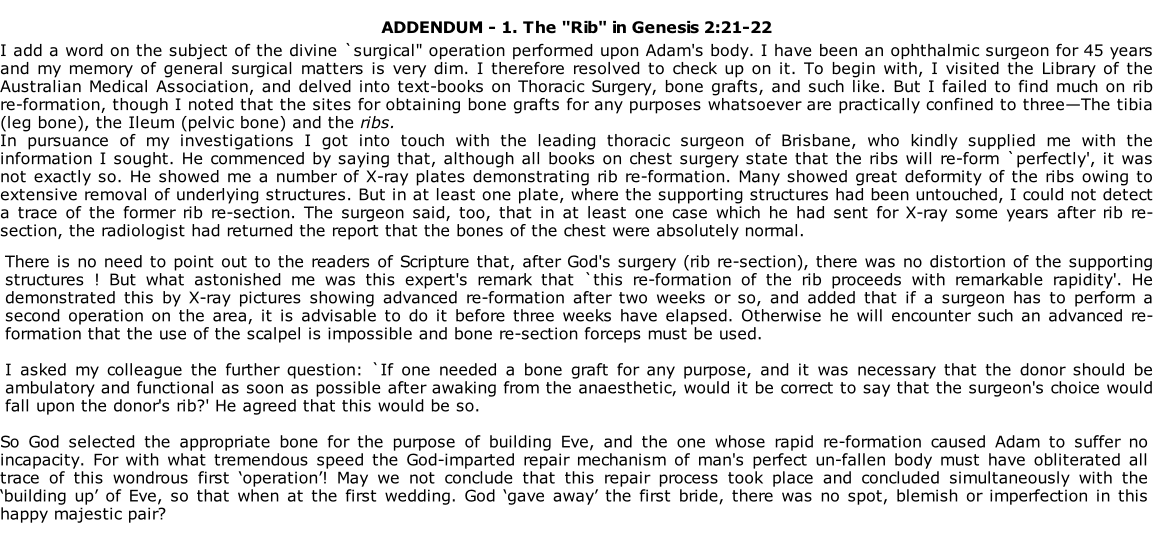 ADDENDUM - 1. The "Rib" in Genesis 2:21-22
I add a word on the subject of the divine `surgical" operation performed upon Adam's body. I have been an ophthalmic surgeon for 45 years
and my memory of general surgical matters is very dim. I therefore resolved to check up on it. To begin with, I visited the Library of the
Australian Medical Association, and delved into text-books on Thoracic Surgery, bone grafts, and such like. But I failed to find much on rib
re-formation, though I noted that the sites for obtaining bone grafts for any purposes whatsoever are practically confined to three—The tibia
(leg bone), the Ileum (pelvic bone) and the ribs.
In pursuance of my investigations I got into touch with the leading thoracic surgeon of Brisbane, who kindly supplied me with the
information I sought. He commenced by saying that, although all books on chest surgery state that the ribs will re-form `perfectly', it was
not exactly so. He showed me a number of X-ray plates demonstrating rib re-formation. Many showed great deformity of the ribs owing to
extensive removal of underlying structures. But in at least one plate, where the supporting structures had been untouched, I could not detect
a trace of the former rib re-section. The surgeon said, too, that in at least one case which he had sent for X-ray some years after rib re-
section, the radiologist had returned the report that the bones of the chest were absolutely normal.
There is no need to point out to the readers of Scripture that, after God's surgery (rib re-section), there was no distortion of the supporting
structures ! But what astonished me was this expert's remark that `this re-formation of the rib proceeds with remarkable rapidity'. He
demonstrated this by X-ray pictures showing advanced re-formation after two weeks or so, and added that if a surgeon has to perform a
second operation on the area, it is advisable to do it before three weeks have elapsed. Otherwise he will encounter such an advanced re-
formation that the use of the scalpel is impossible and bone re-section forceps must be used.
I asked my colleague the further question: `If one needed a bone graft for any purpose, and it was necessary that the donor should be
ambulatory and functional as soon as possible after awaking from the anaesthetic, would it be correct to say that the surgeon's choice would
fall upon the donor's rib?' He agreed that this would be so.
So God selected the appropriate bone for the purpose of building Eve, and the one whose rapid re-formation caused Adam to suffer no
incapacity. For with what tremendous speed the God-imparted repair mechanism of man's perfect un-fallen body must have obliterated all
trace of this wondrous first ‘operation’! May we not conclude that this repair process took place and concluded simultaneously with the
‘building up’ of Eve, so that when at the first wedding. God ‘gave away’ the first bride, there was no spot, blemish or imperfection in this
happy majestic pair?